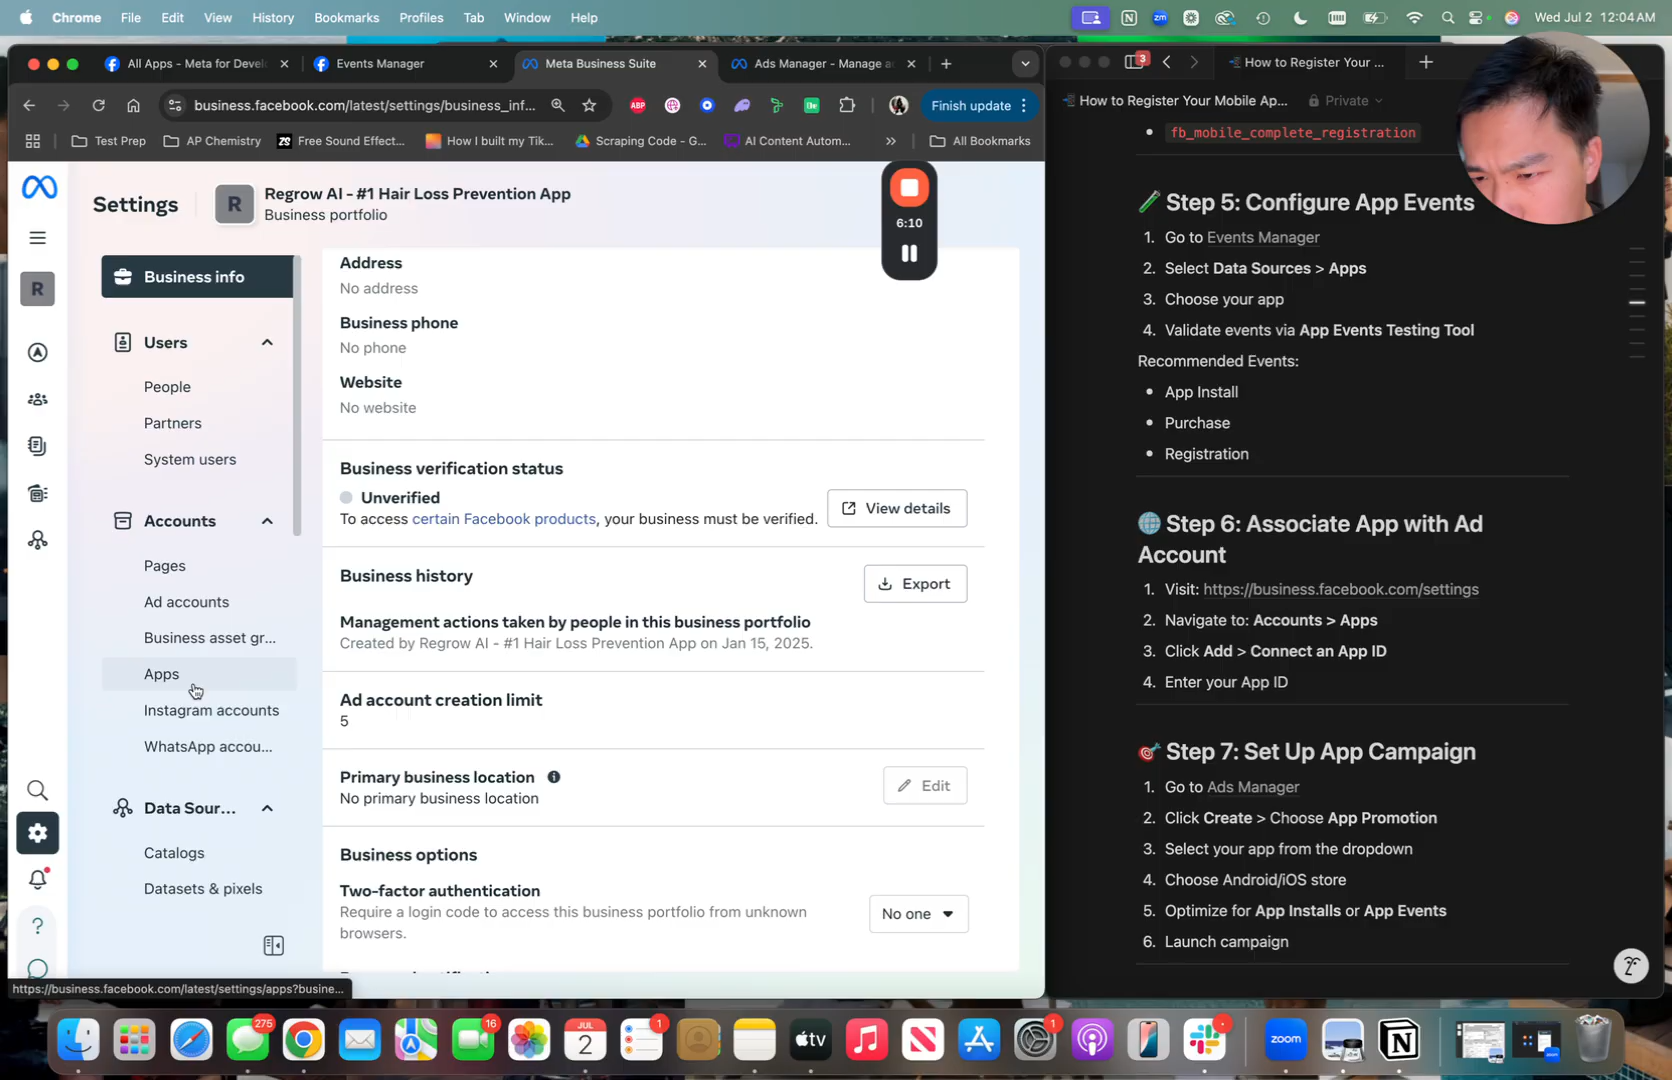 Chrome File Edit View History Bookmarks Profiles Tab Window Help
Wed Jul 2 12:04 AM
All Apps - Meta for Devel
Events Manager
Meta Business Suite
Ads Manager - Manage a
business.facebook.com/latest/settings/business_inf...
ABP
Finish update
Test Prep
AP Chemistry
Free Sound Effect...
How I built my Tik...
Scraping Code - G...
AI Content Autom...
All Bookmarks
Settings
R
Regrow AI - #1 Hair Loss Prevention App
Business portfolio
6:10
R
Business info
Users
People
Partners
System users
Accounts
Pages
Ad accounts
Business asset gr...
Apps
Instagram accounts
WhatsApp accou...
Data Sour...
Catalogs
Datasets & pixels
Address
No address
Business phone
No phone
Website
No website
Business verification status
Unverified
To access certain Facebook products, your business must be verified.
View details
Business history
Export
Management actions taken by people in this business portfolio
Created by Regrow AI - #1 Hair Loss Prevention App on Jan 15, 2025.
Ad account creation limit
5
Primary business location
No primary business location
Edit
Business options
Two-factor authentication
Require a login code to access this business portfolio from unknown
browsers.
No one
https://business.facebook.com/latest/settings/apps?busine...
3
How to Register Your ...
How to Register Your Mobile Ap...
Private
fb_mobile_complete_registration
Step 5: Configure App Events
1. Go to Events Manager
2. Select Data Sources > Apps
3. Choose your app
4. Validate events via App Events Testing Tool
Recommended Events:
App Install
Purchase
Registration
Step 6: Associate App with Ad
Account
1. Visit: https://business.facebook.com/settings
2. Navigate to: Accounts > Apps
3. Click Add > Connect an App ID
4. Enter your App ID
Step 7: Set Up App Campaign
1. Go to Ads Manager
2. Click Create > Choose App Promotion
3. Select your app from the dropdown
4. Choose Android/iOS store
5. Optimize for App Installs or App Events
6. Launch campaign
275
16
JUL
2
1
tv
1
zoom